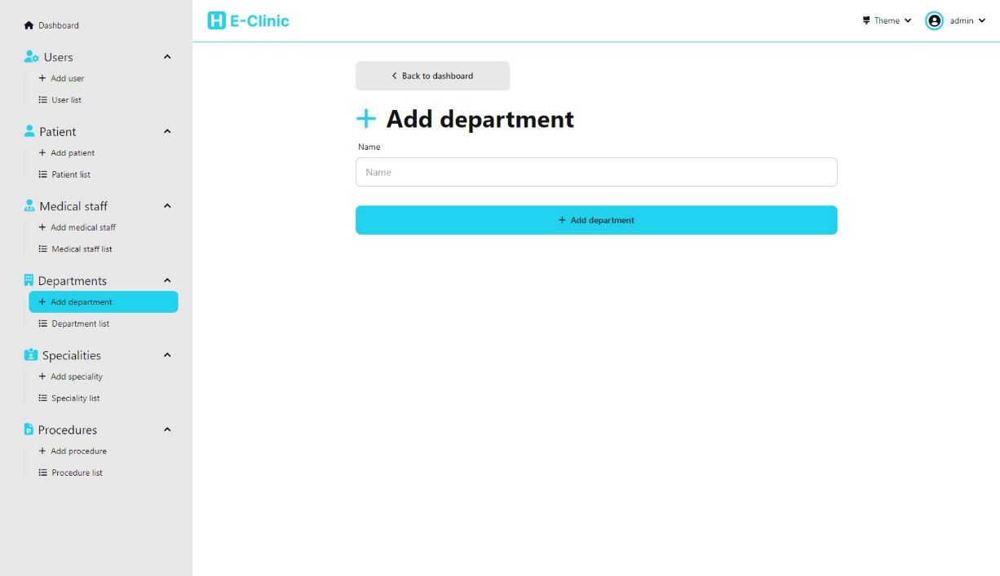 Dashboard
Users
Add user
User list
Patient
Add patient
Patient list
Medical staff
Add medical staff
Medical staff list
Departments
Add department
Department list
Specialities
Add speciality
Speciality list
Procedures
Add procedure
Procedure list
H E-Clinic
Theme
admin
Back to dashboard
Add department
Name
Name
Add department